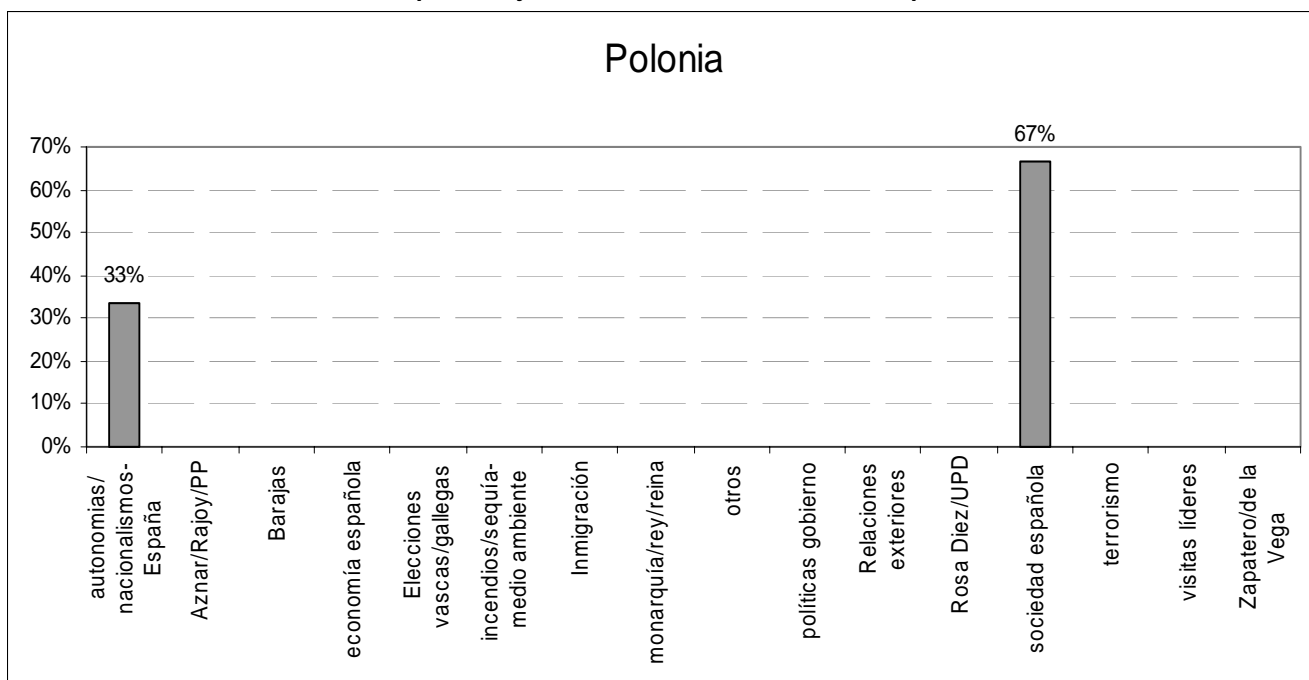 Polonia
70%
60%
50%
40%
30%
20%
10%
0%
33%
67%
autonomías/
nacionalismos-
España
Aznar/Rajoy/PP
Barajas
economía española
Elecciones
vascas/gallegas
incendios/sequía-
medio ambiente
Inmigración
monarquía/rey/reina
otros
políticas gobierno
Relaciones
exteriores
Rosa Diez/UPD
sociedad española
terrorismo
visitas líderes
Zapatero/de la
Vega